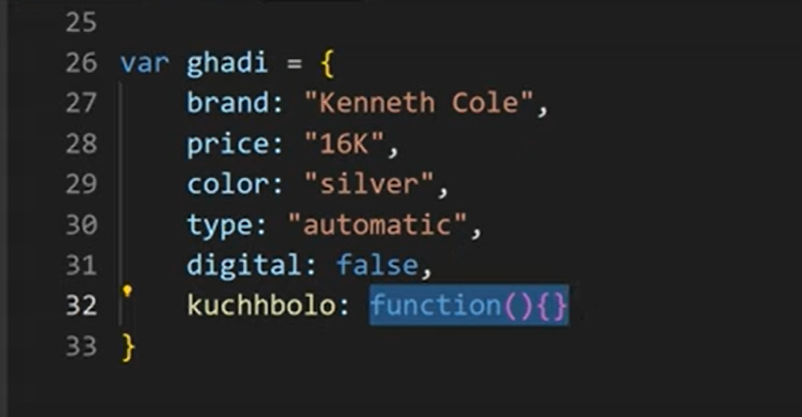 25
26 var ghadi = {
27 brand: "Kenneth Cole",
28 price: "16K",
29 color: "silver",
30 type: "automatic",
31 digital: false,
32 kuchhbolo: function(){}
33 }